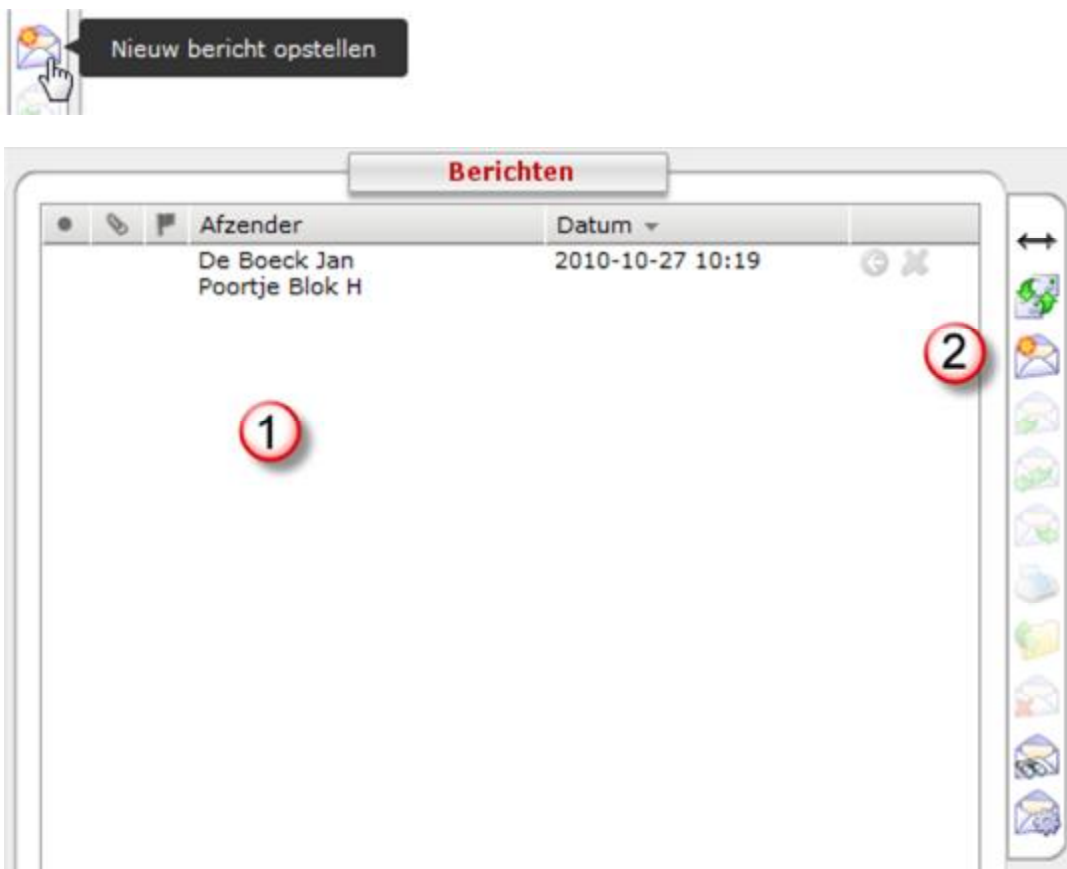 Nieuw bericht opstellen
Berichten
Afzender Datum
De Boeck Jan 2010-10-27 10:19
Poortje Blok H
2
1